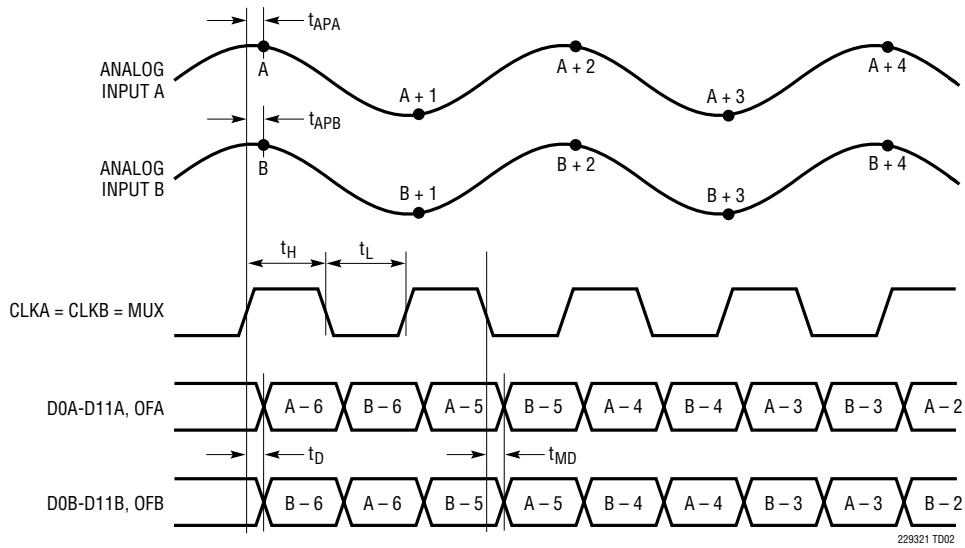 tAPA
ANALOG
INPUT A
A
A + 1
A + 2
A + 3
A + 4
tAPB
ANALOG
INPUT B
B
B + 1
B + 2
B + 3
B + 4
tH
tL
CLKA = CLKB = MUX
D0A-D11A, OFA
A – 6
B – 6
A – 5
B – 5
A – 4
B – 4
A – 3
B – 3
A – 2
tD
tMD
D0B-D11B, OFB
B – 6
A – 6
B – 5
A – 5
B – 4
A – 4
B – 3
A – 3
B – 2
229321 TD02